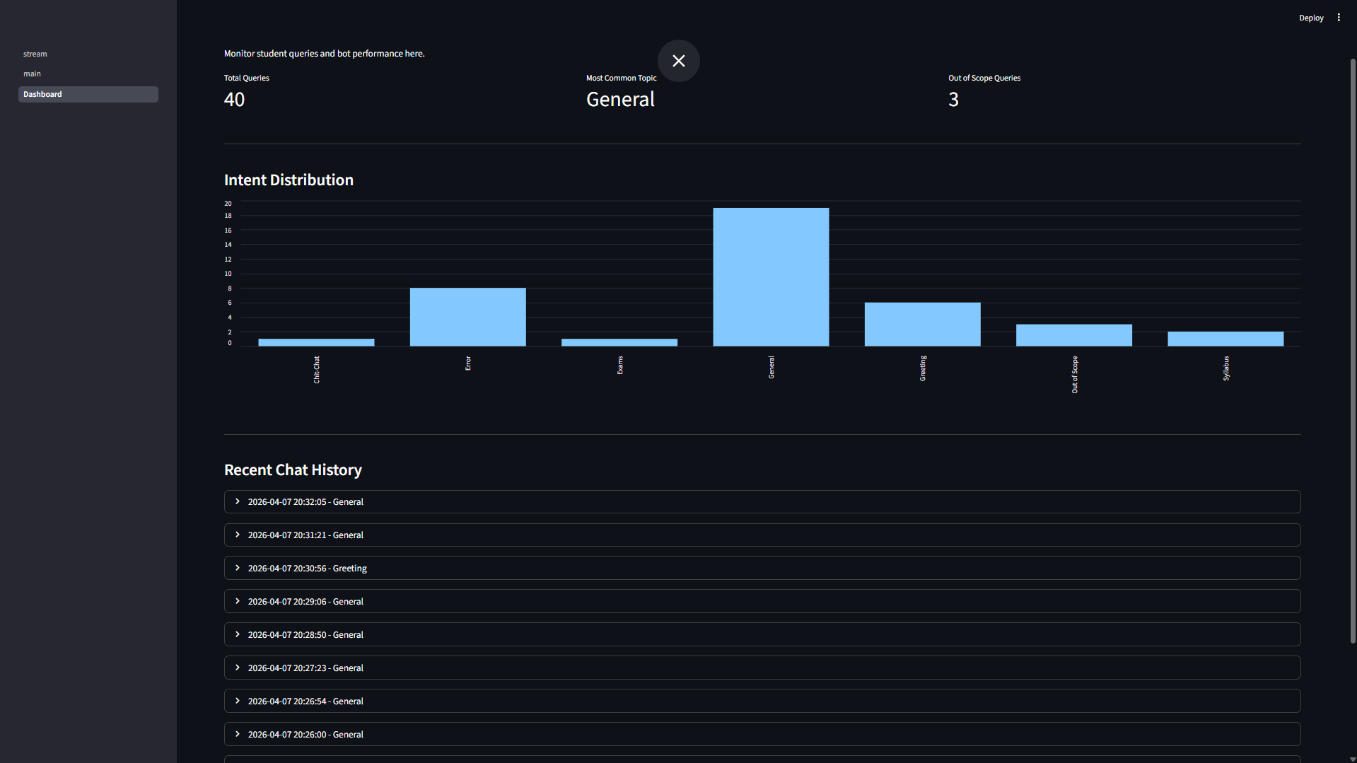 Deploy
stream
main
Dashboard
Monitor student queries and bot performance here.
Total Queries
40
Most Common Topic
General
Out of Scope Queries
3
Intent Distribution
20
18
16
14
12
10
8
6
4
2
0
Chit-Chat
Error
Exams
General
Greeting
Out of Scope
Syllabus
Recent Chat History
2026-04-07 20:32:05 - General
2026-04-07 20:31:21 - General
2026-04-07 20:30:56 - Greeting
2026-04-07 20:29:06 - General
2026-04-07 20:28:50 - General
2026-04-07 20:27:23 - General
2026-04-07 20:26:54 - General
2026-04-07 20:26:00 - General